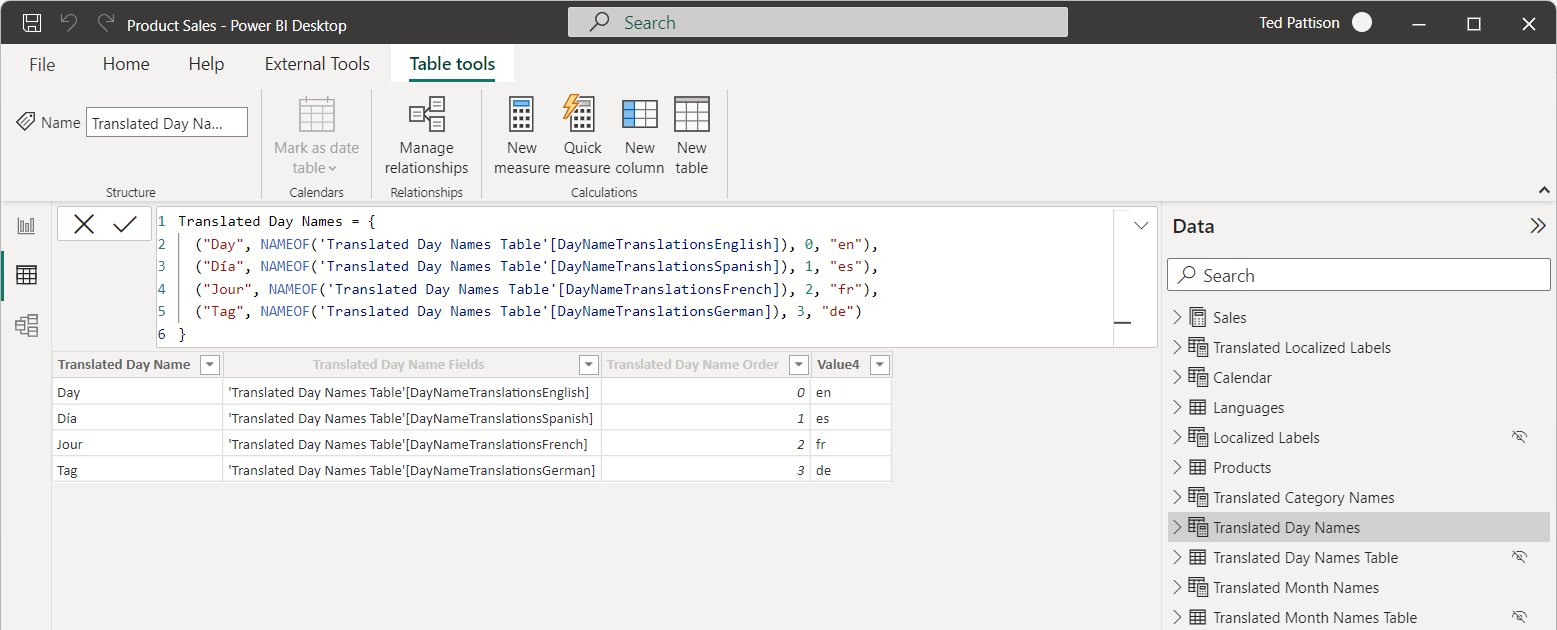 Product Sales - Power BI Desktop
Search
Ted Pattison
File Home Help External Tools Table tools
Name Translated Day Na...
Mark as date table
Manage relationships
New measure
Quick measure
New column
New table
Structure
Calendars
Relationships
Calculations
1 Translated Day Names = {
2 ("Day", NAMEOF('Translated Day Names Table'[DayNameTranslationsEnglish]), 0, "en"),
3 ("Día", NAMEOF('Translated Day Names Table'[DayNameTranslationsSpanish]), 1, "es"),
4 ("Jour", NAMEOF('Translated Day Names Table'[DayNameTranslationsFrench]), 2, "fr"),
5 ("Tag", NAMEOF('Translated Day Names Table'[DayNameTranslationsGerman]), 3, "de")
6 }
Translated Day Name Translated Day Name Fields Translated Day Name Order Value4
Day 'Translated Day Names Table'[DayNameTranslationsEnglish] 0 en
Día 'Translated Day Names Table'[DayNameTranslationsSpanish] 1 es
Jour 'Translated Day Names Table'[DayNameTranslationsFrench] 2 fr
Tag 'Translated Day Names Table'[DayNameTranslationsGerman] 3 de
Data
Search
Sales
Translated Localized Labels
Calendar
Languages
Localized Labels
Products
Translated Category Names
Translated Day Names
Translated Day Names Table
Translated Month Names
Translated Month Names Table